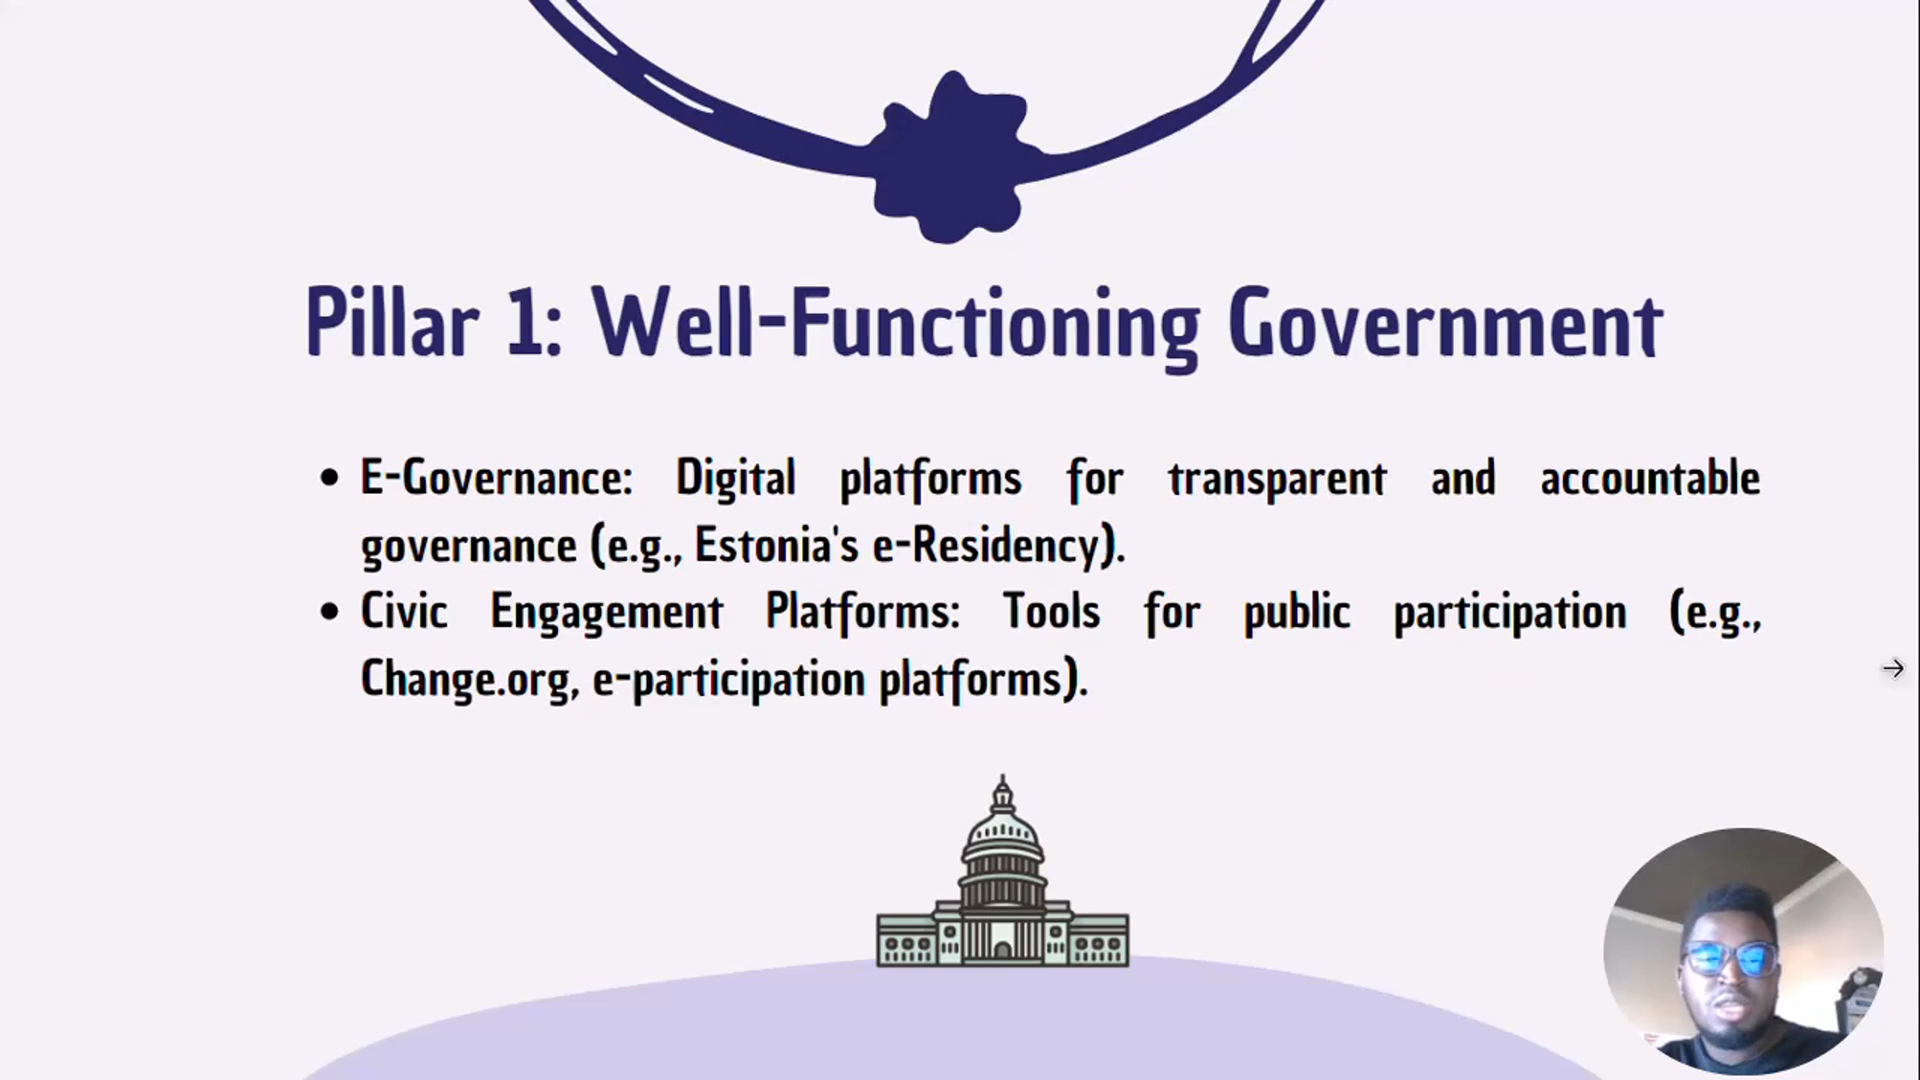 Pillar 1: Well-Functioning Government
• E-Governance: Digital platforms for transparent and accountable
governance (e.g., Estonia's e-Residency).
• Civic Engagement Platforms: Tools for public participation (e.g.,
Change.org, e-participation platforms).